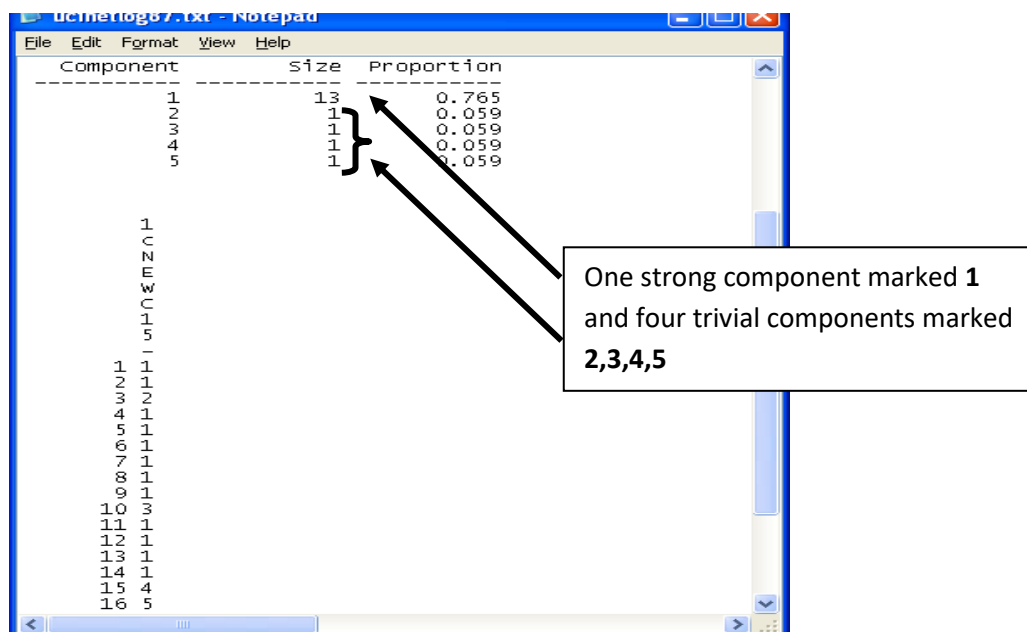 ucinetlog87.txt - Notepad
File Edit Format View Help
Component Size Proportion
----------- ----------- -----------
1 13 0.765
2 1 0.059
3 1 0.059
4 1 0.059
5 1 0.059
1
C
N
E
W
C
1
5
-
1 1
2 1
3 2
4 1
5 1
6 1
7 1
8 1
9 1
10 3
11 1
12 1
13 1
14 1
15 4
16 5
One strong component marked 1
and four trivial components marked
2,3,4,5